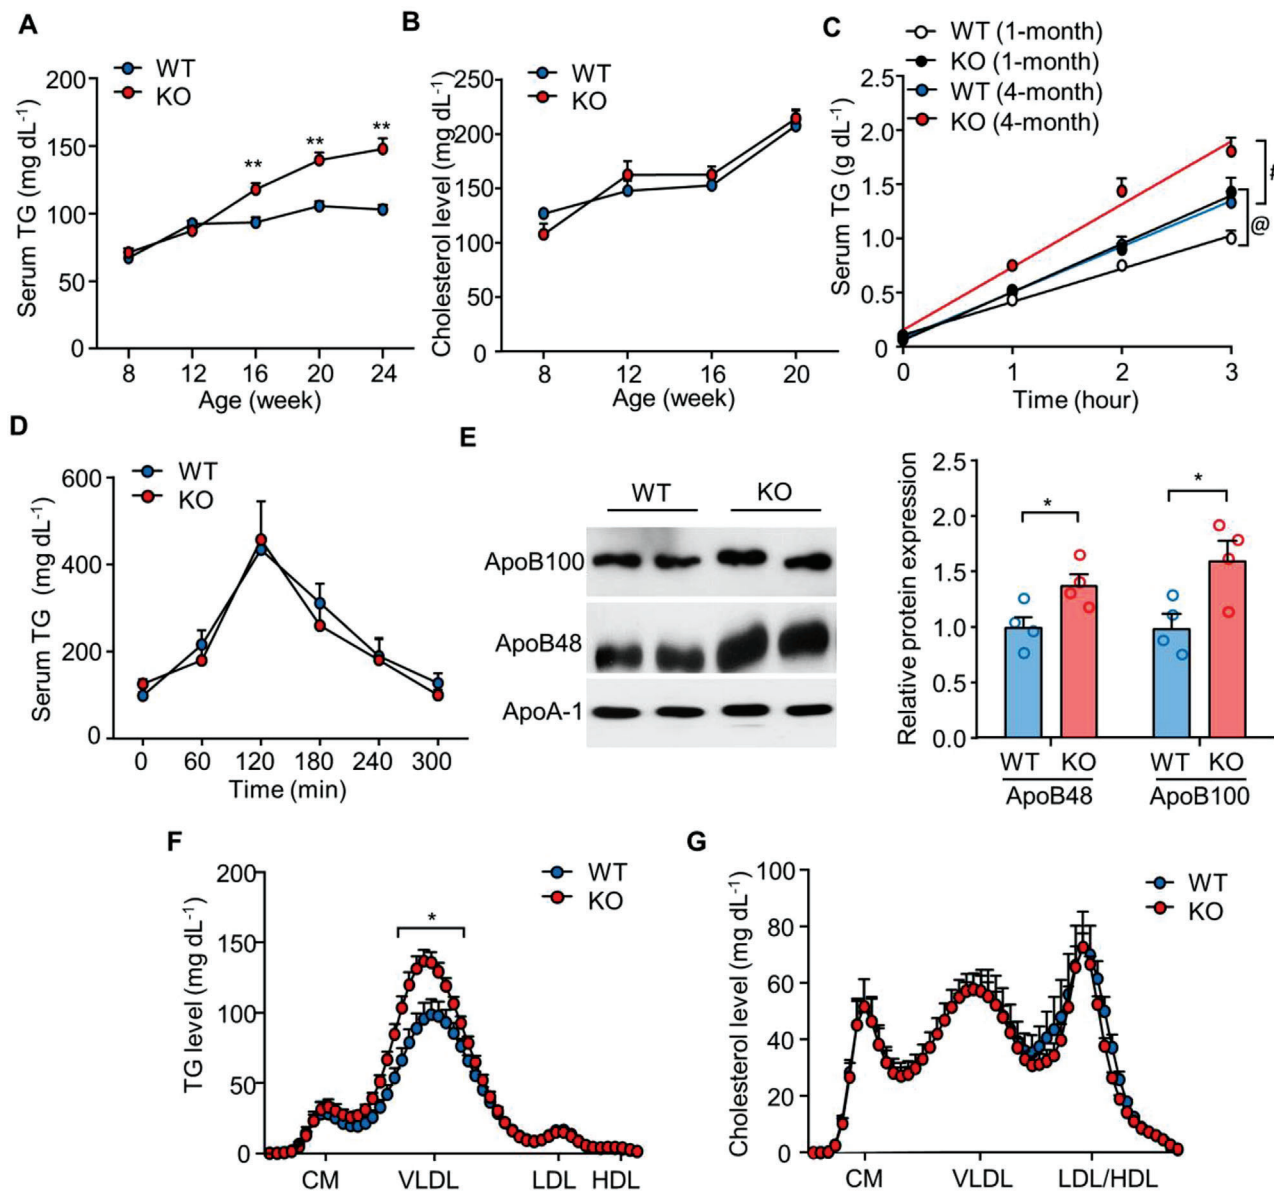 A
WT
KO
200
150
100
50
0
Serum TG (mg dL-1)
**
**
**
8 12 16 20 24
Age (week)
B
WT
KO
250
200
150
100
50
0
Cholesterol level (mg dL-1)
8 12 16 20
Age (week)
C
WT (1-month)
KO (1-month)
WT (4-month)
KO (4-month)
2.5
2.0
1.5
1.0
0.5
0
Serum TG (g dL-1)
@
0 1 2 3
Time (hour)
D
WT
KO
600
400
200
0
Serum TG (mg dL-1)
0 60 120 180 240 300
Time (min)
E
WT KO
ApoB100
ApoB48
ApoA-1
2.5
2.0
1.5
1.0
0.5
0.0
Relative protein expression
*
*
WT KO WT KO
ApoB48 ApoB100
F
WT
KO
200
150
100
50
0
TG level (mg dL-1)
*
CM VLDL LDL HDL
G
WT
KO
100
80
60
40
20
0
Cholesterol level (mg dL-1)
CM VLDL LDL/HDL